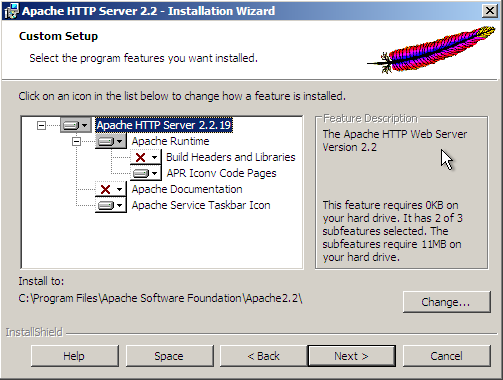 Apache HTTP Server 2.2 - Installation Wizard
Custom Setup
Select the program features you want installed.
Click on an icon in the list below to change how a feature is installed.
Apache HTTP Server 2.2.19
Apache Runtime
Build Headers and Libraries
APR Iconv Code Pages
Apache Documentation
Apache Service Taskbar Icon
Feature Description
The Apache HTTP Web Server
Version 2.2
This feature requires 0KB on
your hard drive. It has 2 of 3
subfeatures selected. The
subfeatures require 11MB on
your hard drive.
Install to:
C:\Program Files\Apache Software Foundation\Apache2.2\
Change...
InstallShield
Help
Space
< Back
Next >
Cancel